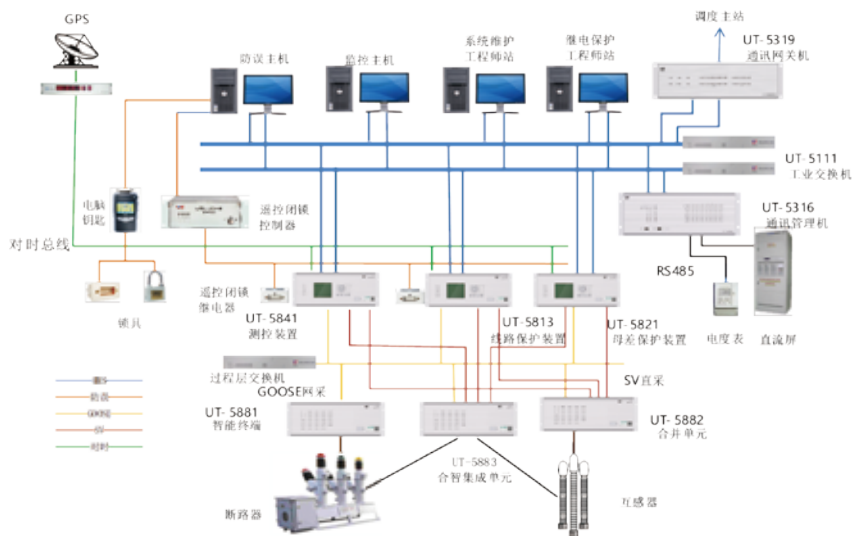 GPS
调度主站
UT-5319
通讯网关机
防误主机
监控主机
系统维护
工程师站
继电保护
工程师站
UT-5111
工业交换机
电脑
钥匙
遥控闭锁
控制器
UT-5316
通讯管理机
对时总线
RS485
锁具
遥控闭锁
继电器
UT-5841
测控装置
UT-5813
线路保护装置
UT-5821
母差保护装置
电度表
直流屏
过程层交换机
GOOSE网采
SV直采
防误
GOOSE
SV
对时
UT-5881
智能终端
UT-5883
合智集成单元
UT-5882
合并单元
断路器
互感器